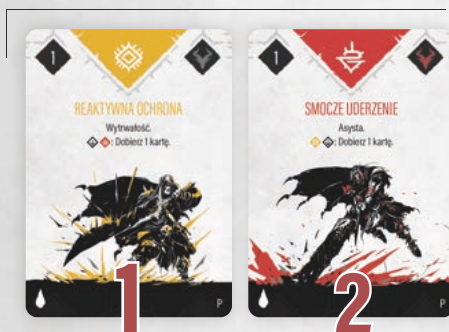 1
REAKTYWNA OCHRONA
Wytrwałość.
: Dobierz 1 kartę.
P
1
1
SMOCZE UDERZENIE
Asysta.
: Dobierz 1 kartę.
P
2